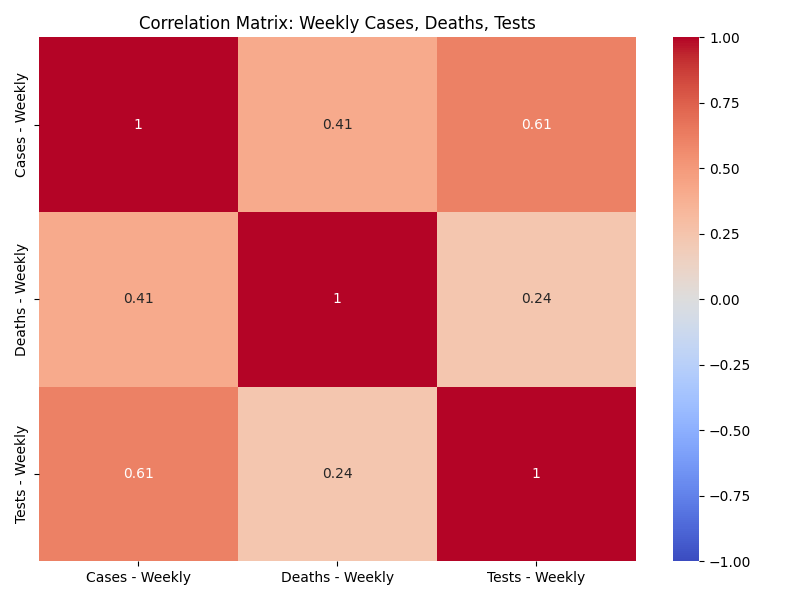 Correlation Matrix: Weekly Cases, Deaths, Tests
Cases - Weekly
1
0.41
0.61
Deaths - Weekly
0.41
1
0.24
Tests - Weekly
0.61
0.24
1
Cases - Weekly
Deaths - Weekly
Tests - Weekly
1.00
0.75
0.50
0.25
0.00
−0.25
−0.50
−0.75
−1.00